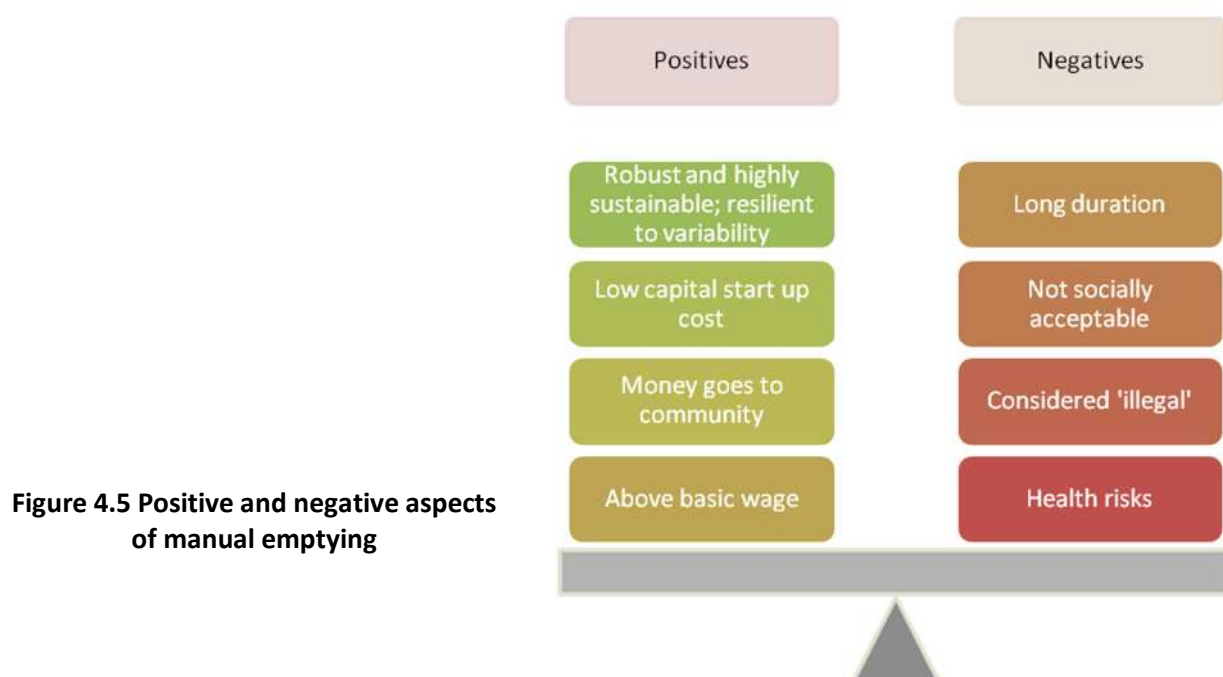 Positives
Negatives
Robust and highly
sustainable; resilient
to variability
Long duration
Low capital start up
cost
Not socially
acceptable
Money goes to
community
Considered 'illegal'
Above basic wage
Health risks
Figure 4.5 Positive and negative aspects
of manual emptying